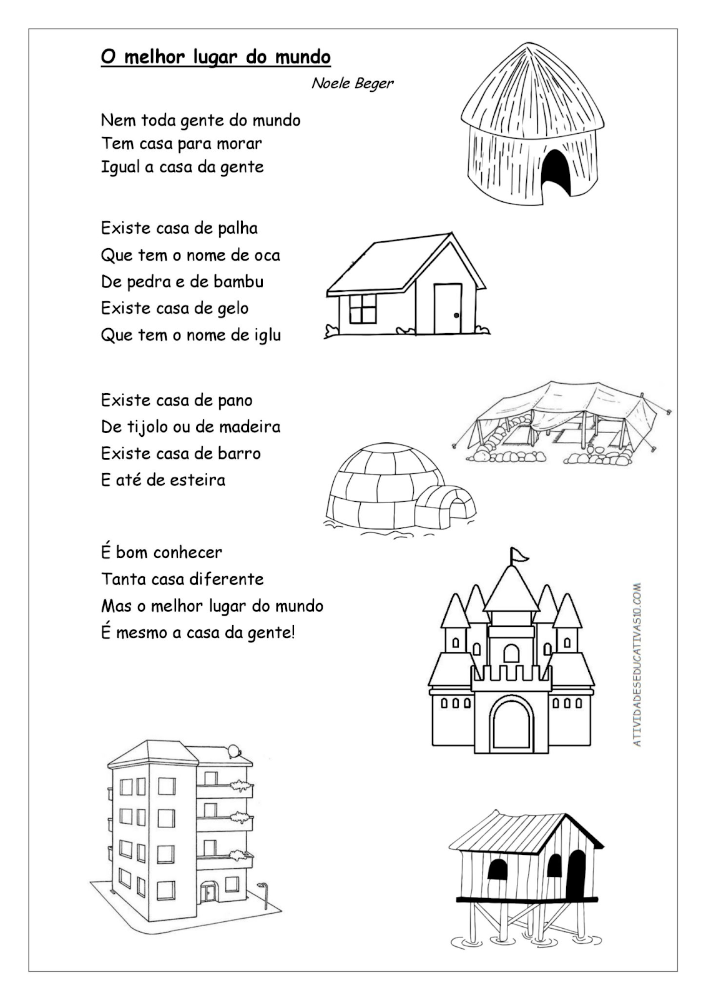 O melhor lugar do mundo
Noele Beger
Nem toda gente do mundo
Tem casa para morar
Igual a casa da gente
Existe casa de palha
Que tem o nome de oca
De pedra e de bambu
Existe casa de gelo
Que tem o nome de iglu
Existe casa de pano
De tijolo ou de madeira
Existe casa de barro
E até de esteira
É bom conhecer
Tanta casa diferente
Mas o melhor lugar do mundo
É mesmo a casa da gente!
ATIVIDADESEDUCATIVAS10.COM